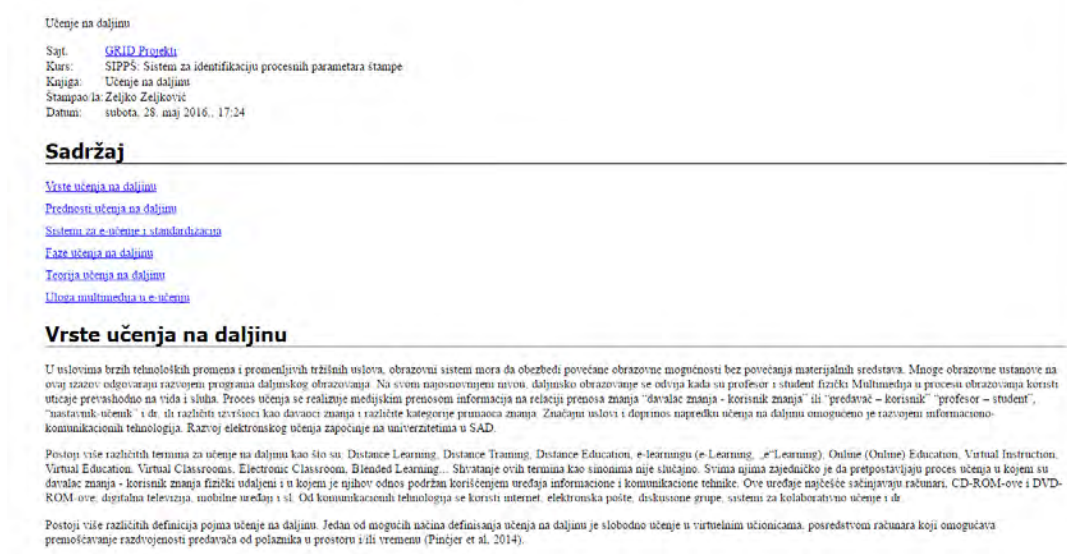 Učenje na daljinu
Sajt: GRID Projekti
Kurs: SIPPŠ: Sistem za identifikaciju procesnih parametara štampe
Knjiga: Učenje na daljinu
Štampao/la: Zeljko Zeljković
Datum: subota, 28. maj 2016., 17:24
Sadržaj
Vrste učenja na daljinu
Prednosti učenja na daljinu
Sistemi za e-učenje i standardizacija
Faze učenja na daljinu
Teorija učenja na daljinu
Uloga multimedija u e-učenju
Vrste učenja na daljinu
U uslovima brzih tehnoloških promena i promenljivih tržišnih uslova, obrazovni sistem mora da obezbedi povećane obrazovne mogućnosti bez povećanja materijalnih sredstava. Mnoge obrazovne ustanove na
ovaj izazov odgovaraju razvojem programa daljinskog obrazovanja. Na svom najosnovnijem nivou, daljinsko obrazovanje se odvija kada su profesor i student fizički Multimedija u procesu obrazovanja koristi
uticaje prevashodno na vida i sluha. Proces učenja se realizuje medijskim prenosom informacija na relaciji prenosa znanja "davalac znanja - korisnik znanja" ili "predavač – korisnik" "profesor – student",
"nastavnik-učenik" i dr. ili različiti izvršioci kao davaoci znanja i različite kategorije primaoca znanja. Značajni uslovi i doprinos napredku učenja na daljinu omogućeno je razvojem informaciono-
komunikacionih tehnologija. Razvoj elektronskog učenja započinje na univerzitetima u SAD.
Postoji više različitih termina za učenje na daljinu kao što su: Distance Learning, Distance Training, Distance Education, e-learningu (e-Learning, „e"Learning), Online (Online) Education, Virtual Instruction,
Virtual Education, Virtual Classrooms, Electronic Classroom, Blended Learning... Shvatanje ovih termina kao sinonima nije slučajno. Svima njima zajedničko je da pretpostavljaju proces učenja u kojem su
davalac znanja - korisnik znanja fizički udaljeni i u kojem je njihov odnos podržan korišćenjem uređaja informacione i komunikacione tehnike. Ove uređaje najčešće sačinjavaju računari, CD-ROM-ove i DVD-
ROM-ove, digitalna televizija, mobilne uređaji i sl. Od komunikacionih tehnologija se koristi internet, elektronska pošte, diskusione grupe, sistemi za kolaborativno učenje i dr.
Postoji više različitih definicija pojma učenje na daljinu. Jedan od mogućih načina definisanja učenja na daljinu je slobodno učenje u virtuelnim učionicama, posredstvom računara koji omogućava
premošćavanje razdvojenosti predavača od polaznika u prostoru i/ili vremenu (Pinćjer et al, 2014).